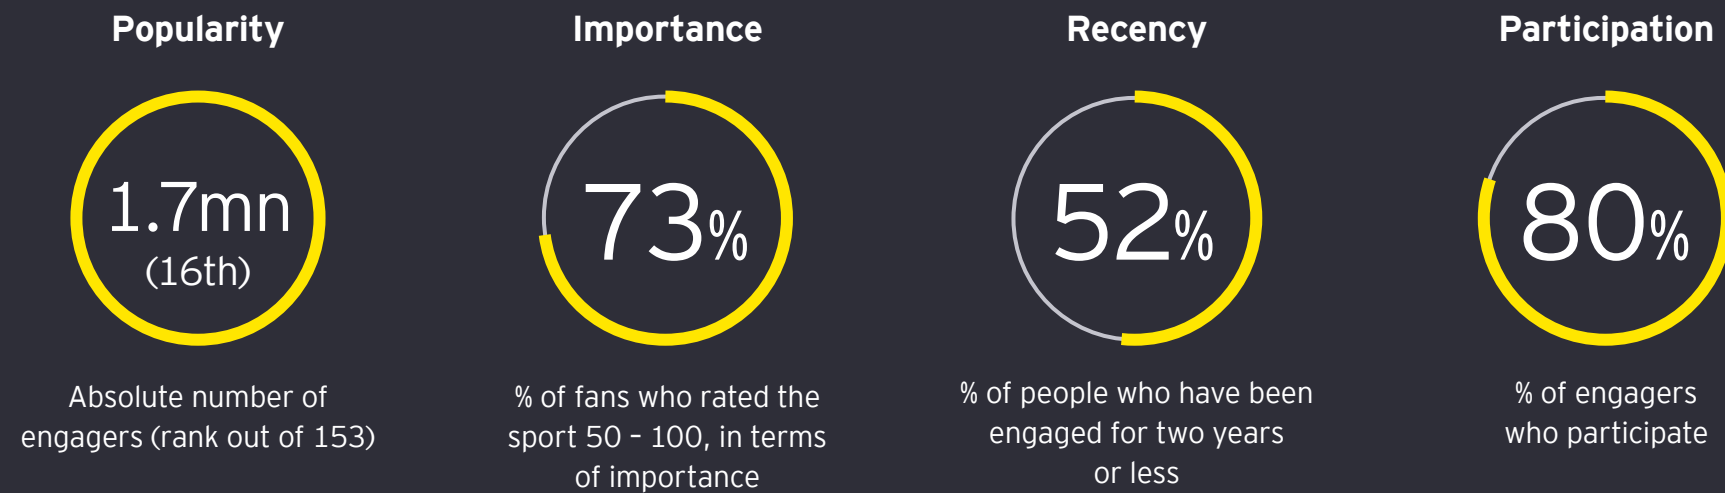 Popularity
1.7mn
(16th)
Absolute number of
engagers (rank out of 153)
Importance
73%
% of fans who rated the
sport 50 – 100, in terms
of importance
Recency
52%
% of people who have been
engaged for two years
or less
Participation
80%
% of engagers
who participate